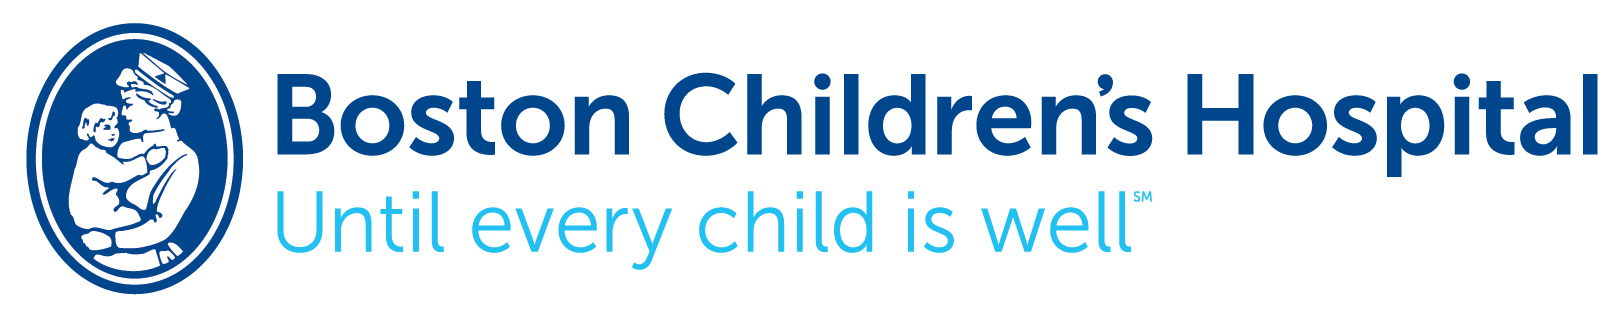 Boston Children’s Hospital
Until every child is well℠